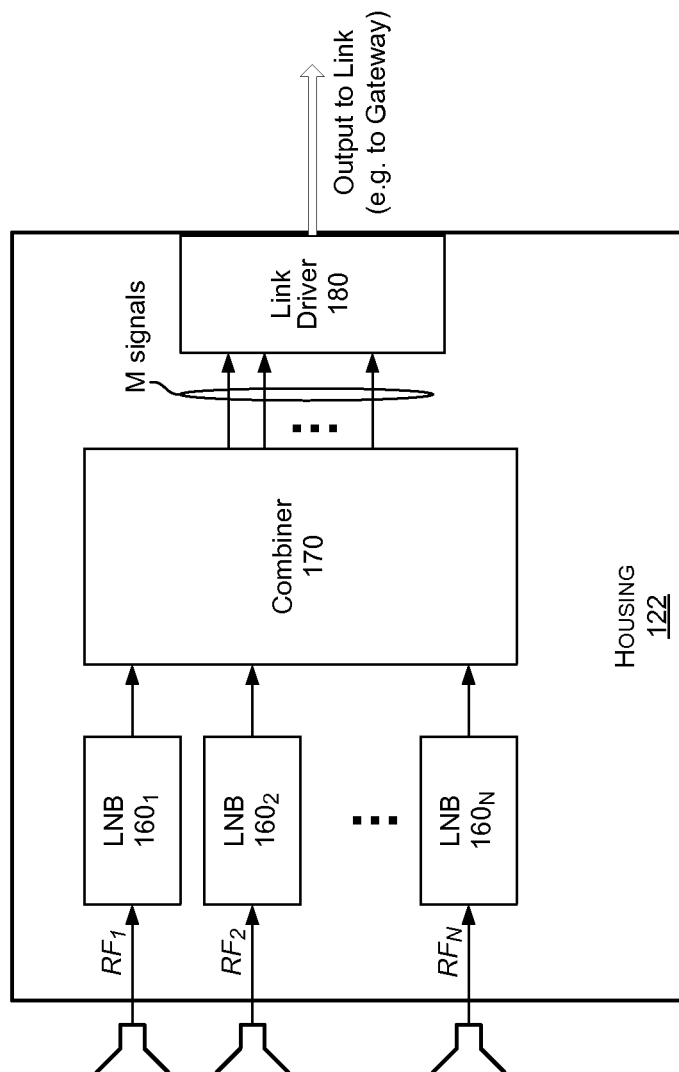 RF1
LNB
1601
RF2
LNB
1602
RFN
LNB
160N
Combiner
170
M signals
Link
Driver
180
Output to Link
(e.g. to Gateway)
HOUSING
122